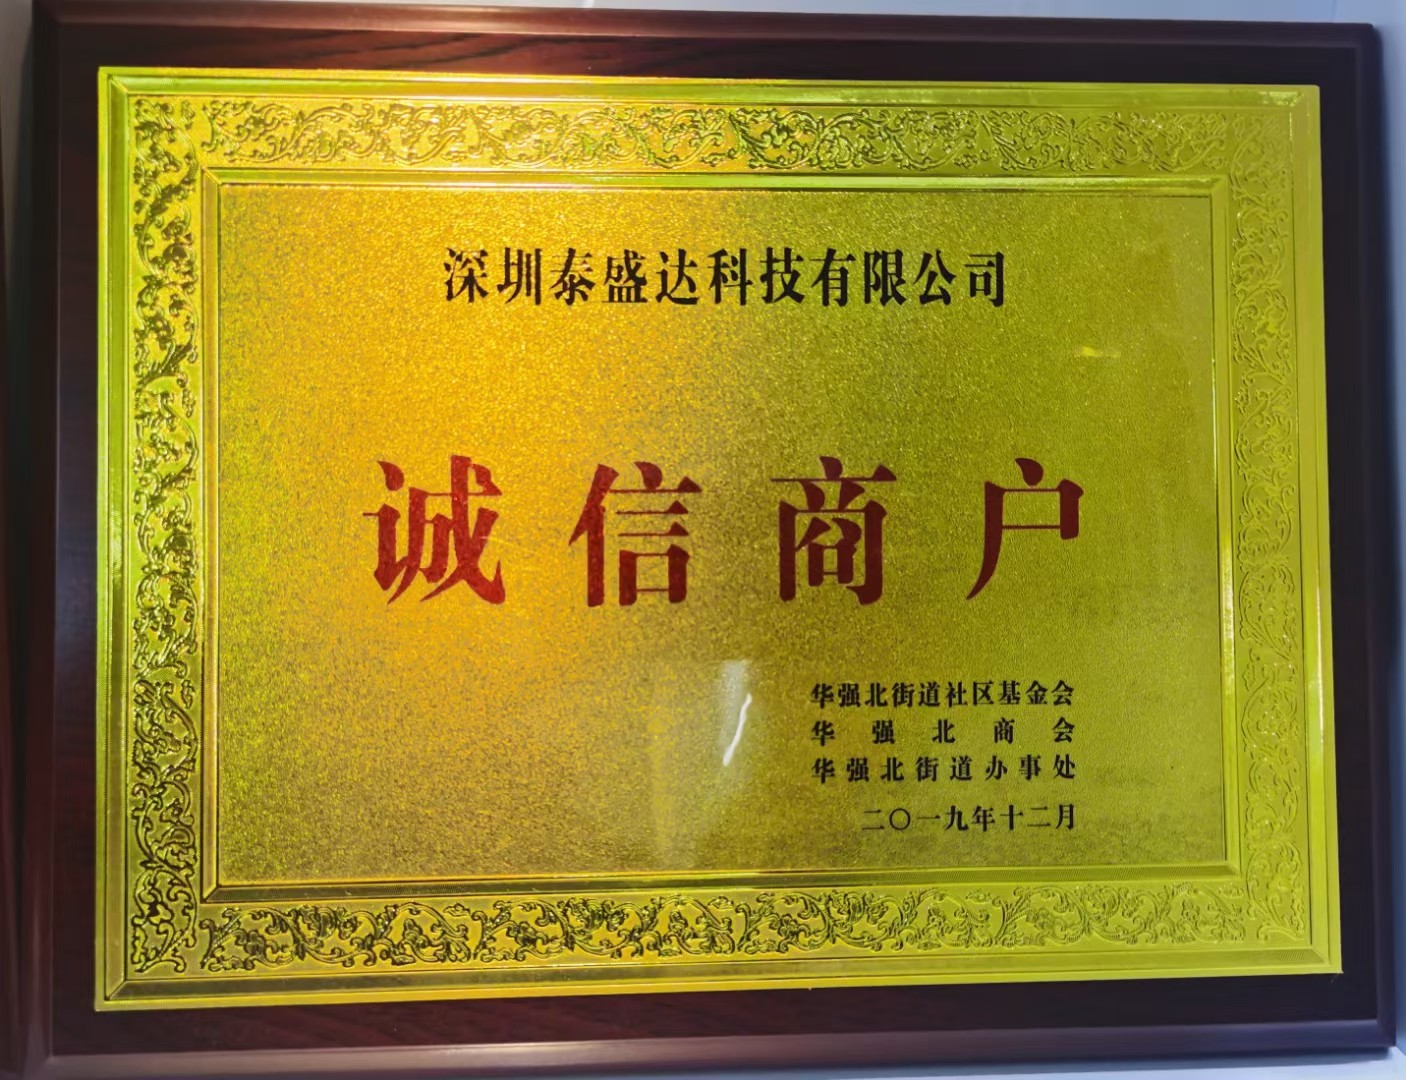 深圳泰盛达科技有限公司
诚信商户
华强北街道社区基金会
华强北商会
华强北街道办事处
二〇一九年十二月